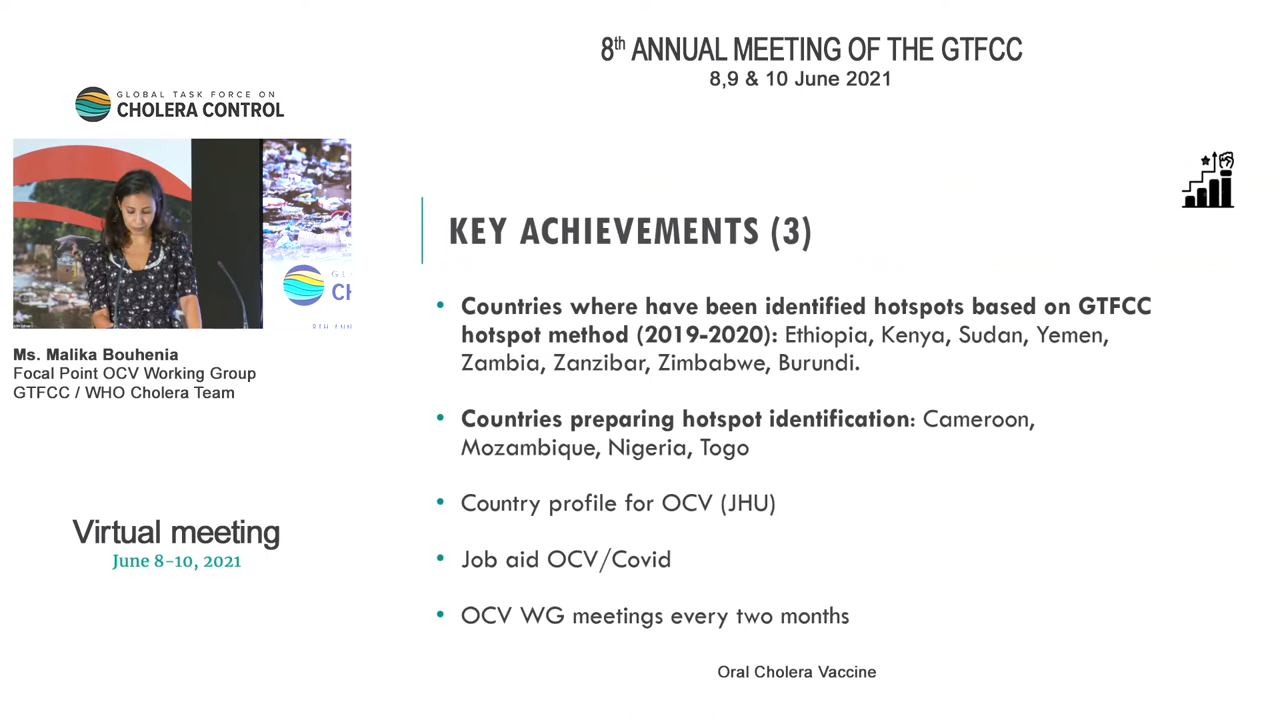 8th ANNUAL MEETING OF THE GTFCC
8,9 & 10 June 2021
GLOBAL TASK FORCE ON
CHOLERA CONTROL
GL
CH
8TH ANN
Ms. Malika Bouhenia
Focal Point OCV Working Group
GTFCC / WHO Cholera Team
Virtual meeting
June 8-10, 2021
KEY ACHIEVEMENTS (3)
• Countries where have been identified hotspots based on GTFCC
hotspot method (2019-2020): Ethiopia, Kenya, Sudan, Yemen,
Zambia, Zanzibar, Zimbabwe, Burundi.
• Countries preparing hotspot identification: Cameroon,
Mozambique, Nigeria, Togo
• Country profile for OCV (JHU)
• Job aid OCV/Covid
• OCV WG meetings every two months
Oral Cholera Vaccine